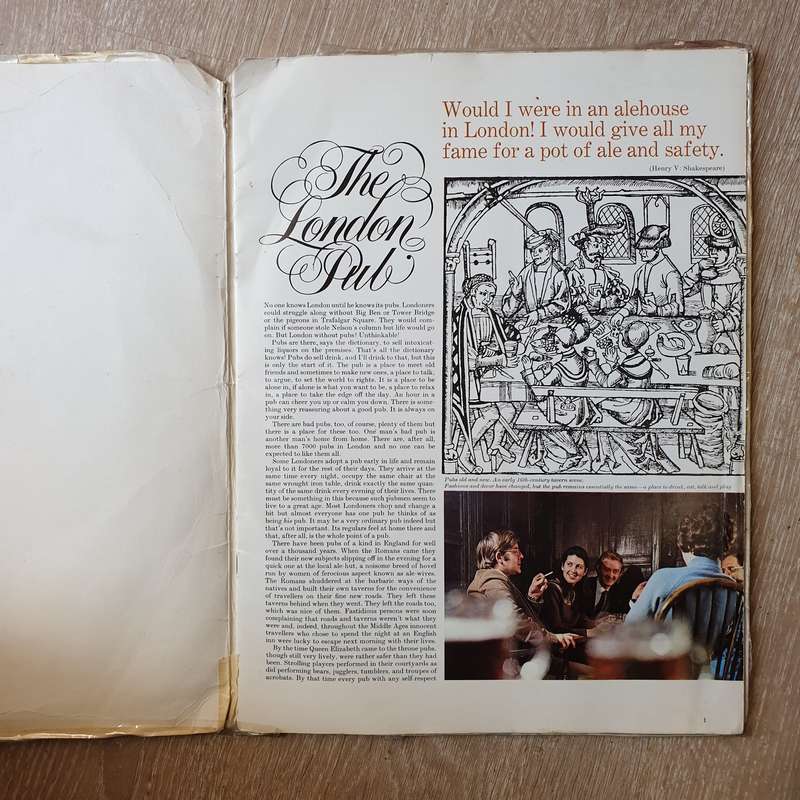 The
London
Pub
Would I were in an alehouse
in London! I would give all my
fame for a pot of ale and safety.
(Henry V: Shakespeare)
No one knows London until he knows its pubs. Londoners
could struggle along without Big Ben or Tower Bridge
or the pigeons in Trafalgar Square. They would com-
plain if someone stole Nelson's column but life would go
on. But London without pubs! Unthinkable!
Pubs are there, says the dictionary, to sell intoxicat-
ing liquors on the premises. That's all the dictionary
knows! Pubs do sell drink, and I'll drink to that, but this
is only the start of it. The pub is a place to meet old
friends and sometimes to make new ones, a place to talk,
to argue, to set the world to rights. It is a place to be
alone in, if alone is what you want to be, a place to relax
in, a place to take the edge off the day. An hour in a
pub can cheer you up or calm you down. There is some-
thing very reassuring about a good pub. It is always on
your side.
There are bad pubs, too, of course, plenty of them but
there is a place for these too. One man's bad pub is
another man's home from home. There are, after all,
more than 7000 pubs in London and no one can be
expected to like them all.
Some Londoners adopt a pub early in life and remain
loyal to it for the rest of their days. They arrive at the
same time every night, occupy the same chair at the
same wrought iron table, drink exactly the same quan-
tity of the same drink every evening of their lives. There
must be something in this because such pubmen seem to
live to a great age. Most Londoners chop and change a
bit but almost everyone has one pub he thinks of as
being his pub. It may be a very ordinary pub indeed but
that's not important. Its regulars feel at home there and
that, after all, is the whole point of a pub.
There have been pubs of a kind in England for well
over a thousand years. When the Romans came they
found their new subjects slipping off in the evening for a
quick one at the local ale-hut, a noisome breed of hovel
run by women of ferocious aspect known as ale-wives.
The Romans shuddered at the barbaric ways of the
natives and built their own taverns for the convenience
of travellers on their fine new roads. They left these
taverns behind when they went. They left the roads too,
which was nice of them. Fastidious persons were soon
complaining that roads and taverns weren't what they
were and, indeed, throughout the Middle Ages innocent
travellers who chose to spend the night at an English
inn were lucky to escape next morning with their lives.
By the time Queen Elizabeth came to the throne pubs,
though still very lively, were rather safer than they had
been. Strolling players performed in their courtyards as
did performing bears, jugglers, tumblers, and troupes of
acrobats. By that time every pub with any self-respect
Pubs old and new. An early 16th-century tavern scene.
Fashions and decor have changed, but the pub remains essentially the same—a place to drink, eat, talk and play
1